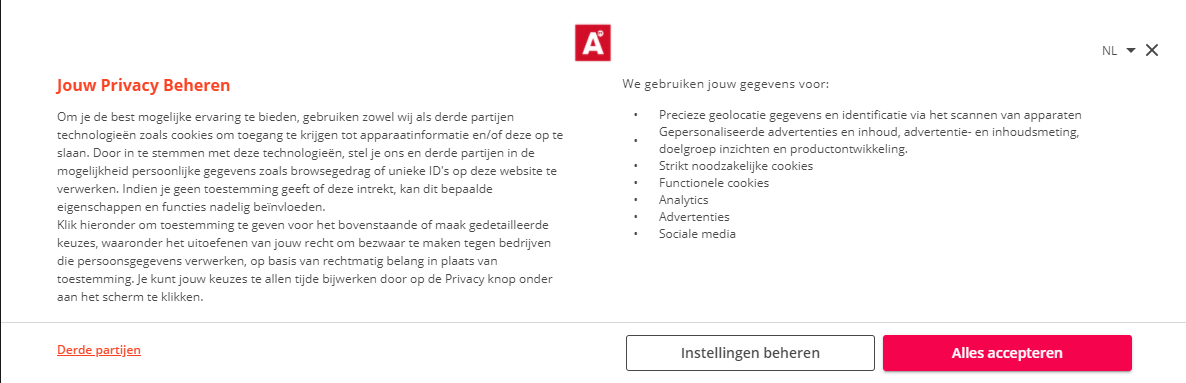 A
NL
Jouw Privacy Beheren
Om je de best mogelijke ervaring te bieden, gebruiken zowel wij als derde partijen
technologieën zoals cookies om toegang te krijgen tot apparaatinformatie en/of deze op te
slaan. Door in te stemmen met deze technologieën, stel je ons en derde partijen in de
mogelijkheid persoonlijke gegevens zoals browsegedrag of unieke ID's op deze website te
verwerken. Indien je geen toestemming geeft of deze intrekt, kan dit bepaalde
eigenschappen en functies nadelig beïnvloeden.
Klik hieronder om toestemming te geven voor het bovenstaande of maak gedetailleerde
keuzes, waaronder het uitoefenen van jouw recht om bezwaar te maken tegen bedrijven
die persoonsgegevens verwerken, op basis van rechtmatig belang in plaats van
toestemming. Je kunt jouw keuzes te allen tijde bijwerken door op de Privacy knop onder
aan het scherm te klikken.
We gebruiken jouw gegevens voor:
• Precieze geolocatie gegevens en identificatie via het scannen van apparaten
• Gepersonaliseerde advertenties en inhoud, advertentie- en inhoudsmeting,
doelgroep inzichten en productontwikkeling.
• Strikt noodzakelijke cookies
• Functionele cookies
• Analytics
• Advertenties
• Sociale media
Derde partijen
Instellingen beheren
Alles accepteren